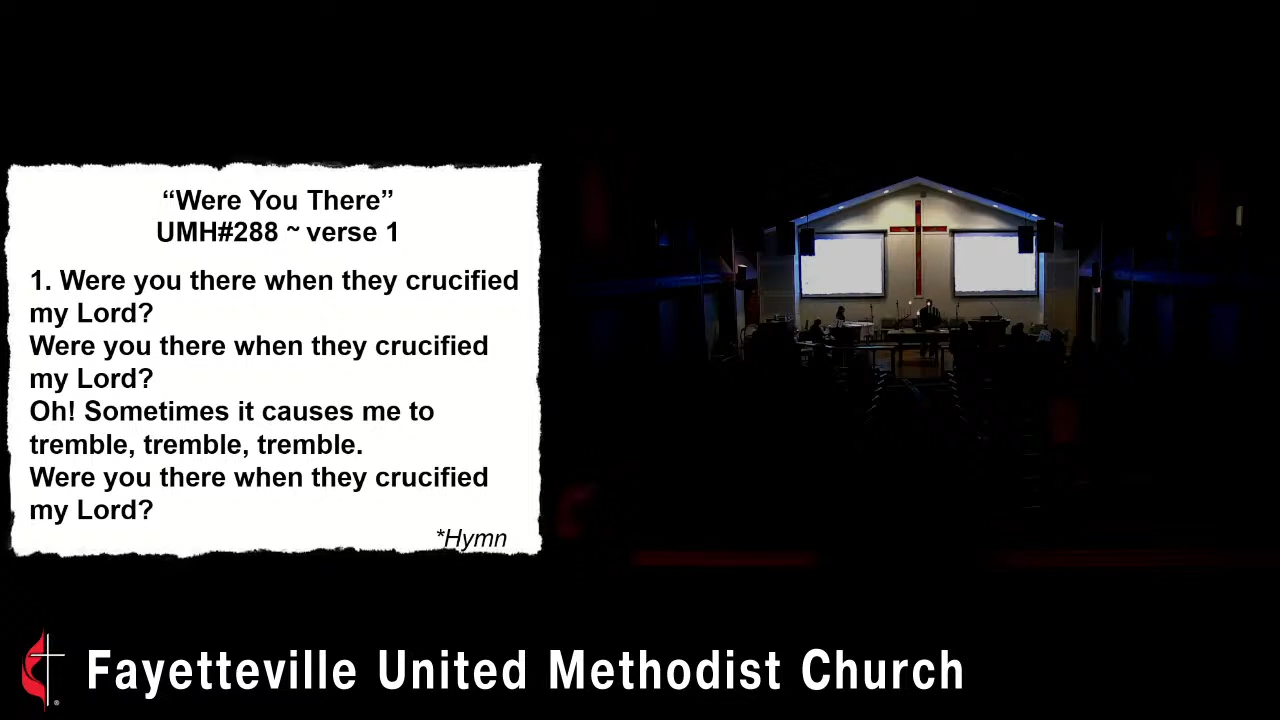 “Were You There”
UMH#288 ~ verse 1
1. Were you there when they crucified
my Lord?
Were you there when they crucified
my Lord?
Oh! Sometimes it causes me to
tremble, tremble, tremble.
Were you there when they crucified
my Lord?
*Hymn
Fayetteville United Methodist Church
®